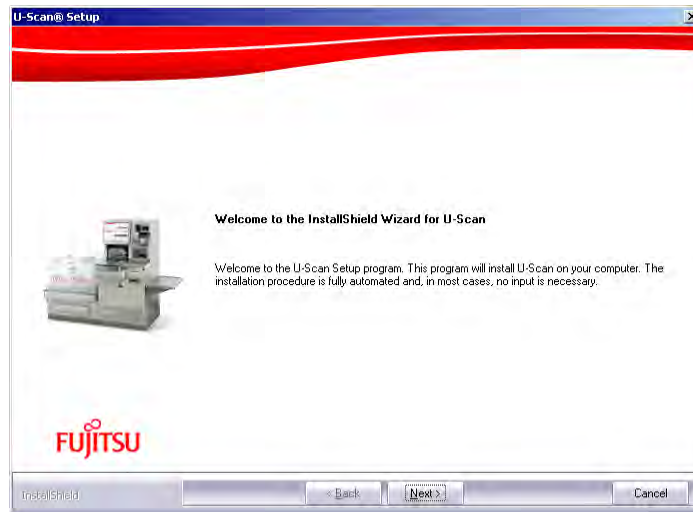 U-Scan® Setup
Welcome to the InstallShield Wizard for U-Scan
Welcome to the U-Scan Setup program. This program will install U-Scan on your computer. The
installation procedure is fully automated and, in most cases, no input is necessary.
FUJITSU
InstallShield
< Back
Next >
Cancel